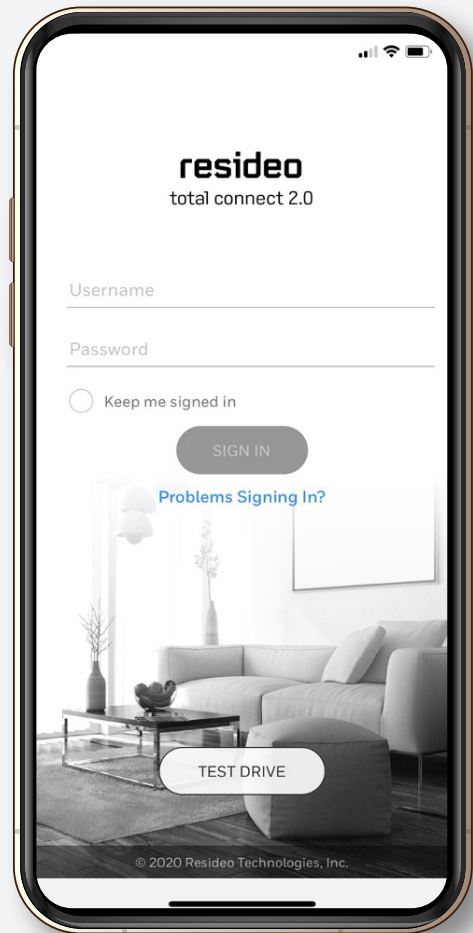 resideo
total connect 2.0
Username
Password
Keep me signed in
SIGN IN
Problems Signing In?
TEST DRIVE
© 2020 Resideo Technologies, Inc.